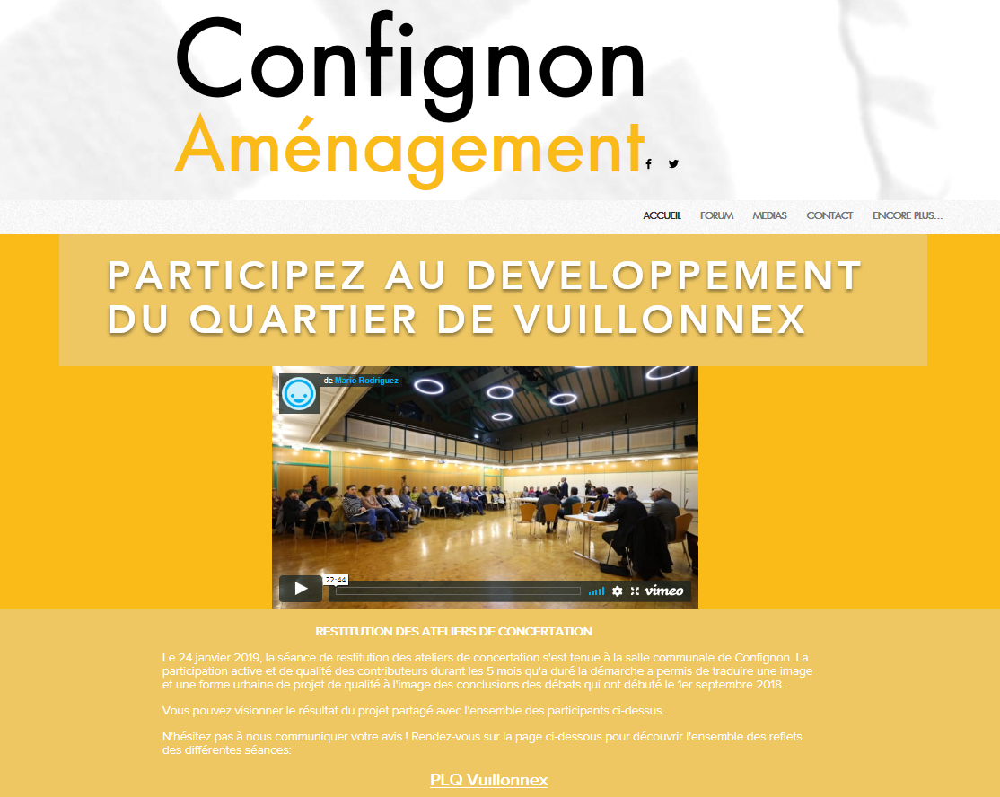 Confignon
Aménagement
ACCUEIL FORUM MEDIAS CONTACT ENCORE PLUS...
PARTICIPEZ AU DEVELOPPEMENT
DU QUARTIER DE VUILLONNEX
de Mario Rodriguez
22:44
vimeo
RESTITUTION DES ATELIERS DE CONCERTATION
Le 24 janvier 2019, la séance de restitution des ateliers de concertation s'est tenue à la salle communale de Confignon. La
participation active et de qualité des contributeurs durant les 5 mois qu'a duré la démarche a permis de traduire une image
et une forme urbaine de projet de qualité à l'image des conclusions des débats qui ont débuté le 1er septembre 2018.
Vous pouvez visionner le résultat du projet partagé avec l'ensemble des participants ci-dessus.
N'hésitez pas à nous communiquer votre avis ! Rendez-vous sur la page ci-dessous pour découvrir l'ensemble des reflets
des différentes séances:
PLQ Vuillonnex